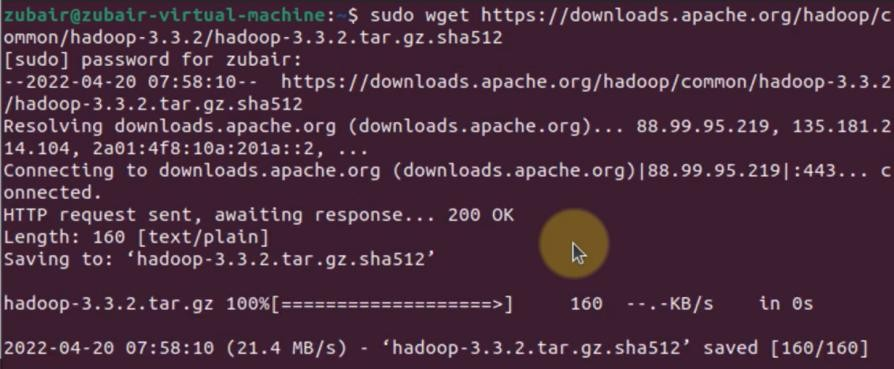 zubair@zubair-virtual-machine:~$ sudo wget https://downloads.apache.org/hadoop/c
ommon/hadoop-3.3.2/hadoop-3.3.2.tar.gz.sha512
[sudo] password for zubair:
--2022-04-20 07:58:10--  https://downloads.apache.org/hadoop/common/hadoop-3.3.2
/hadoop-3.3.2.tar.gz.sha512
Resolving downloads.apache.org (downloads.apache.org)... 88.99.95.219, 135.181.2
14.104, 2a01:4f8:10a:201a::2, ...
Connecting to downloads.apache.org (downloads.apache.org)|88.99.95.219|:443... c
onnected.
HTTP request sent, awaiting response... 200 OK
Length: 160 [text/plain]
Saving to: ‘hadoop-3.3.2.tar.gz.sha512’
hadoop-3.3.2.tar.gz 100%[===================>]     160  --.-KB/s    in 0s
2022-04-20 07:58:10 (21.4 MB/s) - ‘hadoop-3.3.2.tar.gz.sha512’ saved [160/160]